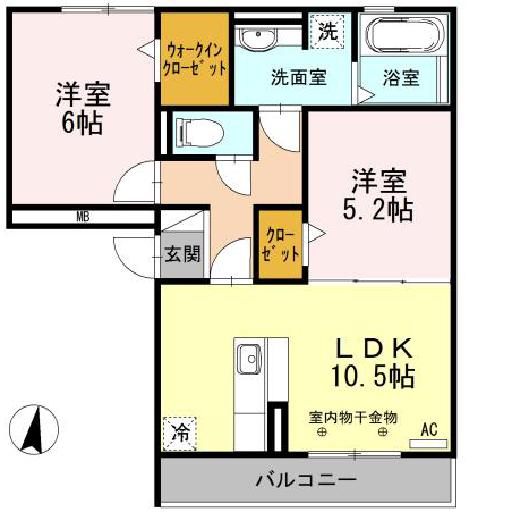 ウォークイン
クローゼット
洗
洗面室
浴室
洋室
6帖
洋室
5.2帖
MB
玄関
クロー
ゼット
LDK
10.5帖
室内物干金物
冷
AC
バルコニー